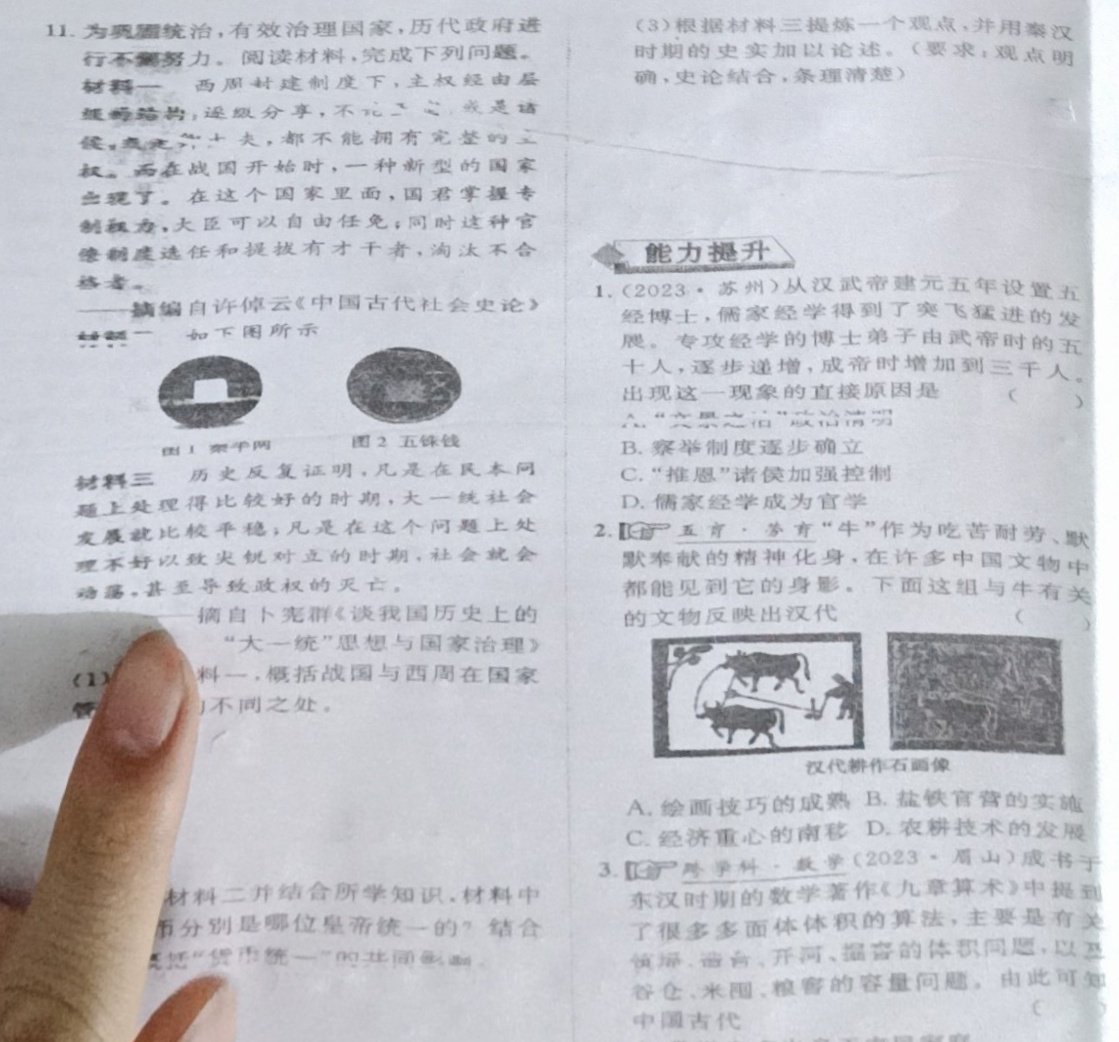 11. 为巩固统治,有效治理国家,历代政府进
行不懈努力。阅读材料,完成下列问题。
材料一 西周封建制度下,主权经由层
级的结构,逐级分享,不
大夫,都不能拥有完整的
权。而在战国开始时,一种新型的国家
出现了。在这个国家里面,国君掌握专
制权力,大臣可以自由任免;同时这种官
僚制度选任和提拔有才干者,淘汰不合
格者。
——摘编自许倬云《中国古代社会史论》
材料二 如下图所示
图1 秦半两 图2 五铢钱
材料三 历史反复证明,凡是在民本问
题上处理得比较好的时期,大一统社会
发展就比较平稳;凡是在这个问题上处
理不好以致尖锐对立的时期,社会就会
动荡,甚至导致政权的灭亡。
——摘自卜宪群《谈我国历史上的
“大一统”思想与国家治理》
(1) 料一,概括战国与西周在国家
不同之处。
材料二并结合所学知识,材料中
币分别是哪位皇帝统一的?结合
“货币统一”的共同影响。
(3)根据材料三提炼一个观点,并用秦汉
时期的史实加以论述。(要求:观点明
确,史论结合,条理清楚)
能力提升
1. (2023·苏州)从汉武帝建元五年设置五
经博士,儒家经学得到了突飞猛进的发
展。专攻经学的博士弟子由武帝时的五
十人,逐步递增,成帝时增加到三千人。
出现这一现象的直接原因是 ( )
A. “文景之治”政治清明
B. 察举制度逐步确立
C. “推恩”诸侯加强控制
D. 儒家经学成为官学
2. 五育·劳育 “牛”作为吃苦耐劳、默
默奉献的精神化身,在许多中国文物中
都能见到它的身影。下面这组与牛有关
的文物反映出汉代 ( )
汉代耕作石画像
A. 绘画技巧的成熟 B. 盐铁官营的实施
C. 经济重心的南移 D. 农耕技术的发展
3. 跨学科·数学 (2023·眉山)成书于
东汉时期的数学著作《九章算术》中提到
了很多多面体体积的算法,主要是有关
开河、掘窖的体积问题,以及
谷仓、米囤、粮窖的容量问题。由此可知
中国古代 ( )